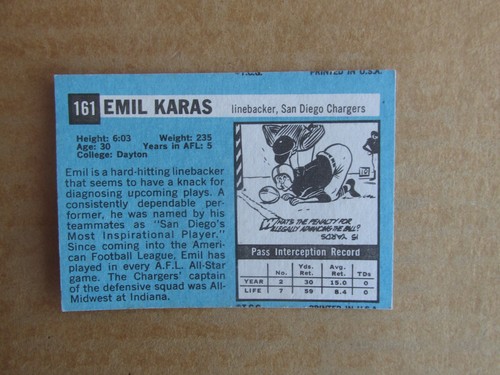 ©T.C.G. PRINTED IN U.S.A.
161 EMIL KARAS linebacker, San Diego Chargers
Height: 6:03 Weight: 235
Age: 30 Years in AFL: 5
College: Dayton
Emil is a hard-hitting linebacker
that seems to have a knack for
diagnosing upcoming plays. A
consistently dependable per-
former, he was named by his
teammates as "San Diego's
Most Inspirational Player."
Since coming into the Ameri-
can Football League, Emil has
played in every A.F.L. All-Star
game. The Chargers' captain
of the defensive squad was All-
Midwest at Indiana.
WHAT'S THE PENALTY FOR
ILLEGALLY ADVANCING THE BALL?
15 YARDS
Pass Interception Record
No. Yds. Ret. Avg. Ret. TDs
YEAR 2 30 15.0 0
LIFE 7 59 8.4 0
PRINTED IN U.S.A.